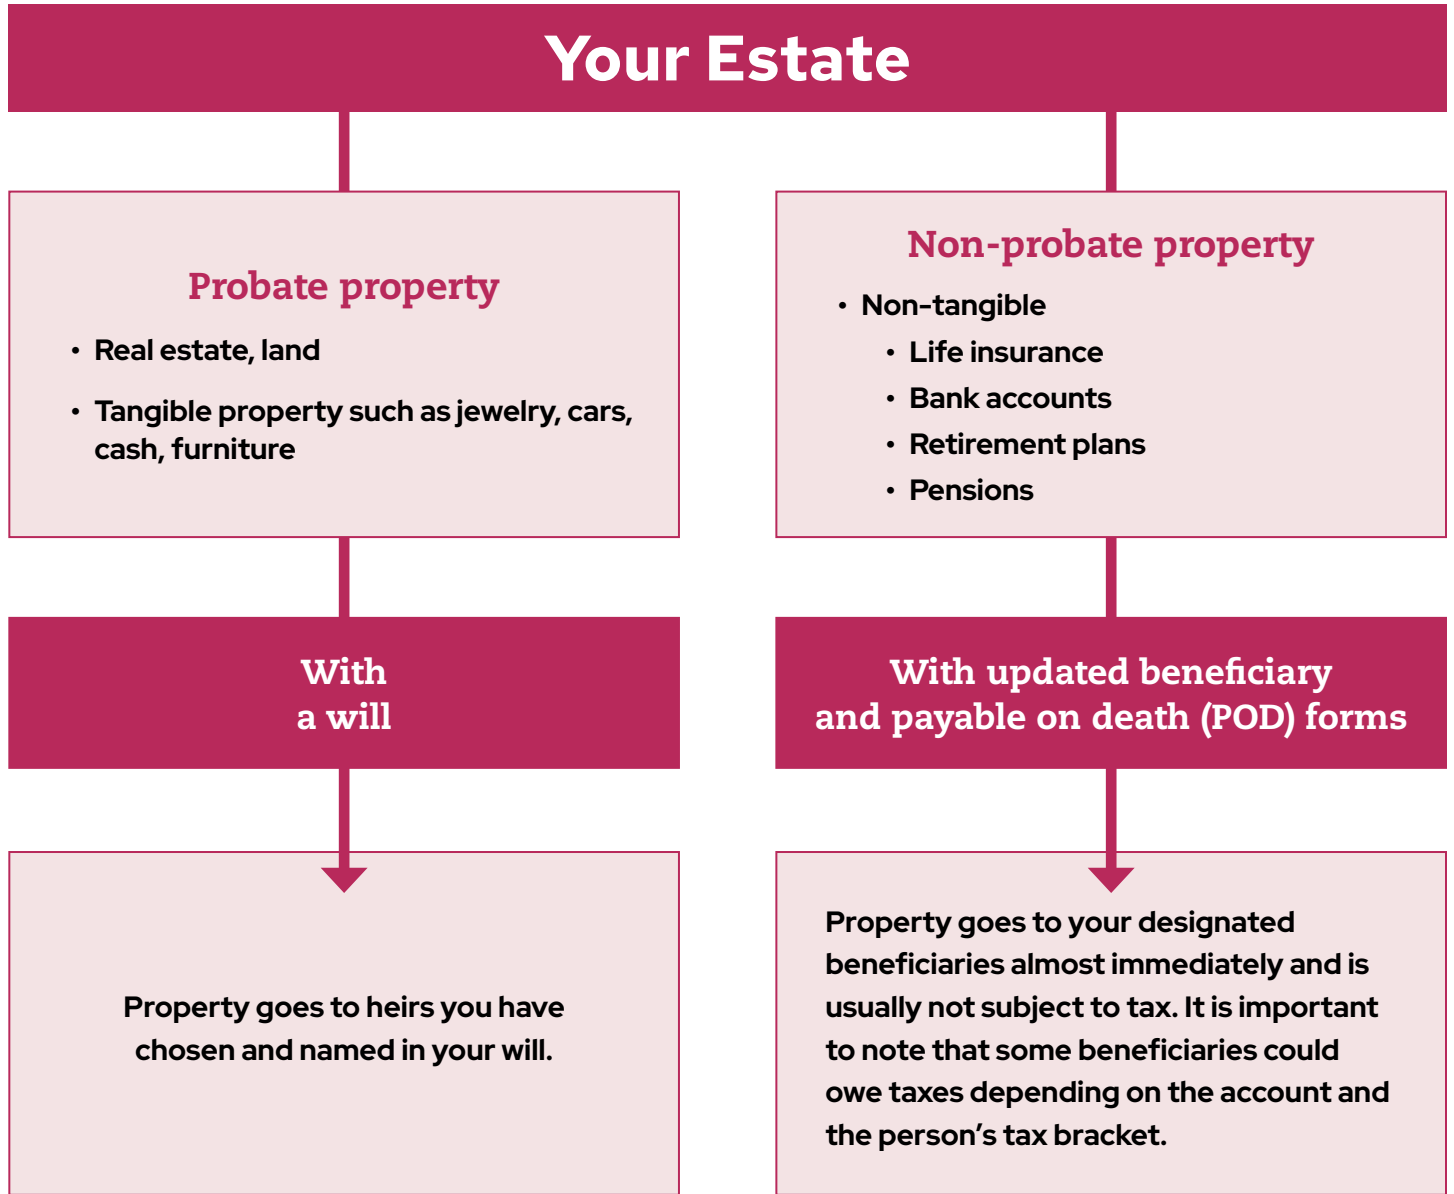 Your Estate
Probate property
• Real estate, land
• Tangible property such as jewelry, cars,
cash, furniture
Non-probate property
• Non-tangible
• Life insurance
• Bank accounts
• Retirement plans
• Pensions
With
a will
With updated beneficiary
and payable on death (POD) forms
Property goes to heirs you have
chosen and named in your will.
Property goes to your designated
beneficiaries almost immediately and is
usually not subject to tax. It is important
to note that some beneficiaries could
owe taxes depending on the account and
the person’s tax bracket.